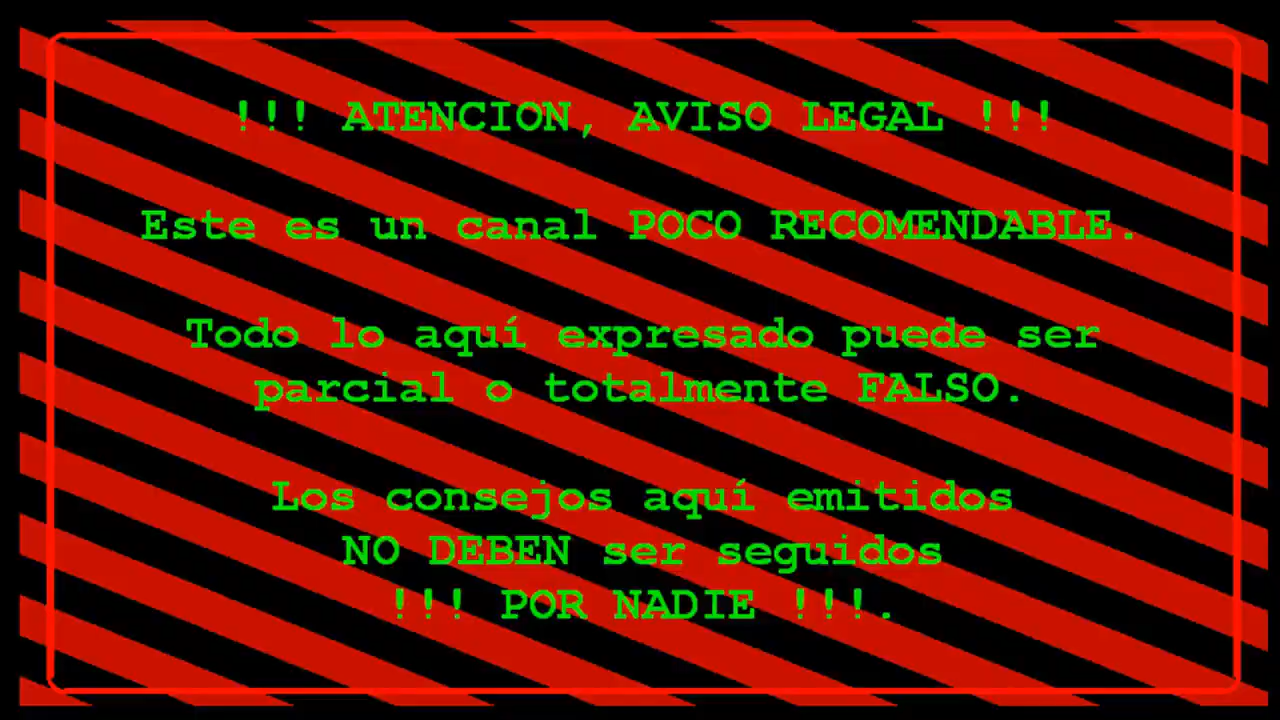 !!! ATENCION, AVISO LEGAL !!!
Este es un canal POCO RECOMENDABLE.
Todo lo aquí expresado puede ser
parcial o totalmente FALSO.
Los consejos aquí emitidos
NO DEBEN ser seguidos
!!! POR NADIE !!!.